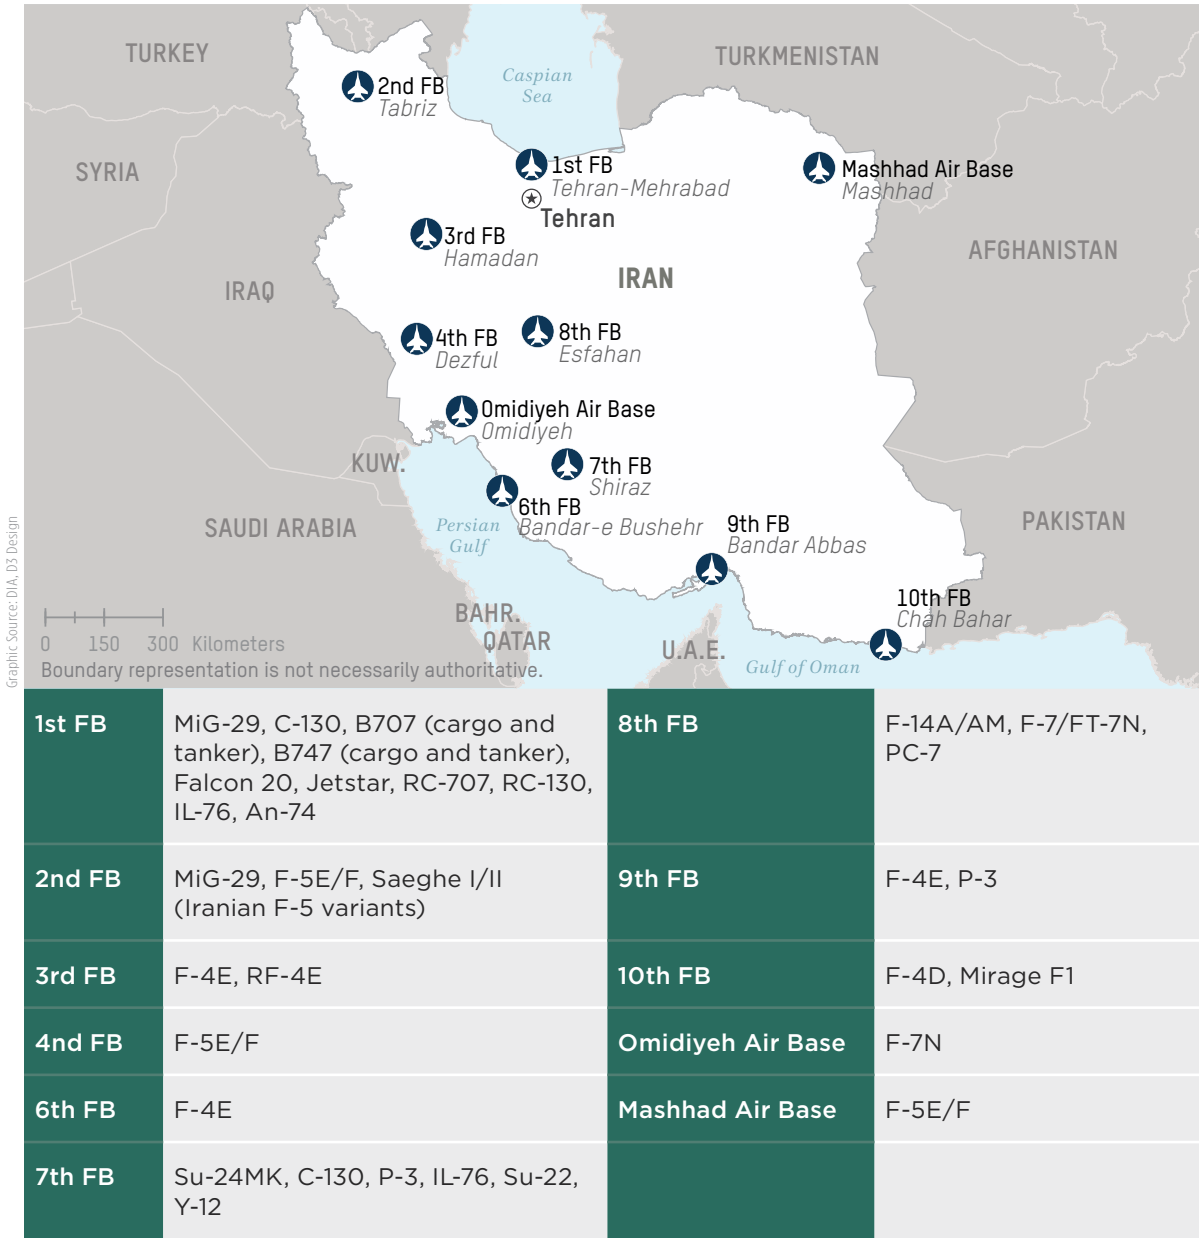 TURKEY
TURKMENISTAN
Caspian
Sea
2nd FB
Tabriz
SYRIA
1st FB
Tehran-Mehrabad
Tehran
Mashhad Air Base
Mashhad
3rd FB
Hamadan
AFGHANISTAN
IRAN
IRAQ
4th FB
Dezful
8th FB
Esfahan
Omidiyeh Air Base
Omidiyeh
KUW.
7th FB
Shiraz
6th FB
Bandar-e Bushehr
SAUDI ARABIA
Persian
Gulf
9th FB
Bandar Abbas
PAKISTAN
10th FB
Chah Bahar
BAHR.
QATAR
U.A.E.
Gulf of Oman
0 150 300 Kilometers
Boundary representation is not necessarily authoritative.
Graphic Source: DIA, D3 Design
1st FB
MiG-29, C-130, B707 (cargo and
tanker), B747 (cargo and tanker),
Falcon 20, Jetstar, RC-707, RC-130,
IL-76, An-74
2nd FB
MiG-29, F-5E/F, Saeghe I/II
(Iranian F-5 variants)
3rd FB
F-4E, RF-4E
4nd FB
F-5E/F
6th FB
F-4E
7th FB
Su-24MK, C-130, P-3, IL-76, Su-22,
Y-12
8th FB
F-14A/AM, F-7/FT-7N,
PC-7
9th FB
F-4E, P-3
10th FB
F-4D, Mirage F1
Omidiyeh Air Base
F-7N
Mashhad Air Base
F-5E/F